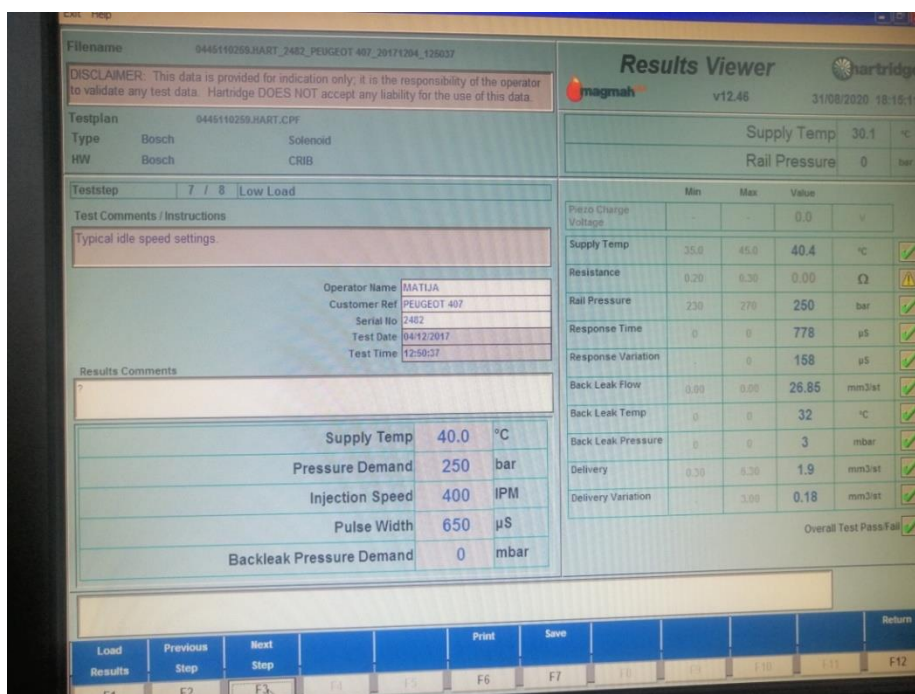 Exit Help
Filename 0445110259.HART_2482_PEUGEOT 407_20171204_125037
DISCLAIMER: This data is provided for indication only; it is the responsibility of the operator
to validate any test data. Hartridge DOES NOT accept any liability for the use of this data.
Testplan 0445110259.HART.CPF
Type Bosch Solenoid
HW Bosch CRIB
Results Viewer
magmah
hartridge
v12.46 31/08/2020
Supply Temp 30.1 °C
Rail Pressure 0 bar
Teststep 7 / 8 Low Load
Test Comments / Instructions
Typical idle speed settings.
Operator Name MATIJA
Customer Ref PEUGEOT 407
Serial No 2482
Test Date 04/12/2017
Test Time 12:50:37
Results Comments
?
Supply Temp 40.0 °C
Pressure Demand 250 bar
Injection Speed 400 IPM
Pulse Width 650 µS
Backleak Pressure Demand 0 mbar
Min Max Value
Piezo Charge
Voltage - - 0.0 V
Supply Temp 35.0 45.0 40.4 °C
Resistance 0.20 0.30 0.00 Ω
Rail Pressure 230 270 250 bar
Response Time 0 0 778 µS
Response Variation 0 158 µS
Back Leak Flow 0.00 0.00 26.85 mm3/st
Back Leak Temp 0 0 32 °C
Back Leak Pressure 0 0 3 mbar
Delivery 0.30 6.30 1.9 mm3/st
Delivery Variation - 3.00 0.18 mm3/st
Overall Test Pass/Fail
Load
Results
Previous
Step
Next
Step
Print
Save
Return
F1 F2 F3 F4 F5 F6 F7 F8 F9 F10 F11 F12